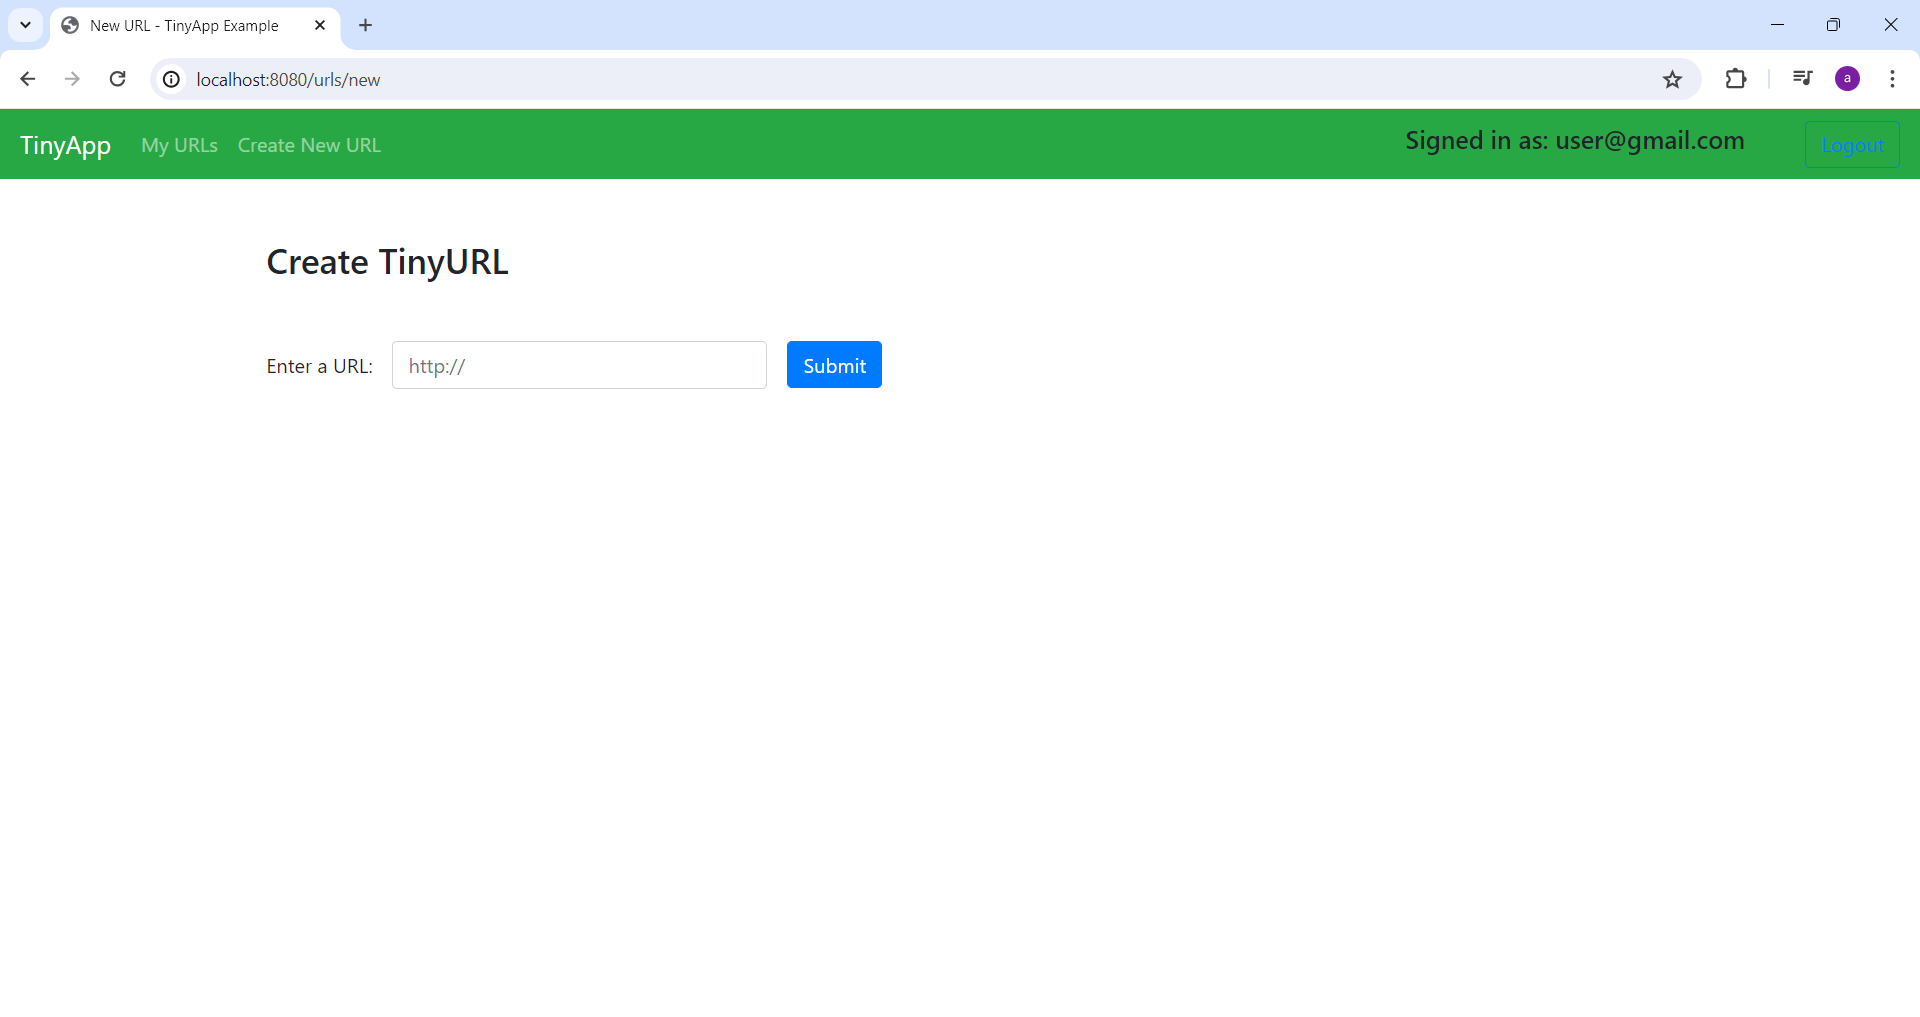 New URL - TinyApp Example
localhost:8080/urls/new
a
TinyApp My URLs Create New URL Signed in as: user@gmail.com Logout
Create TinyURL
Enter a URL: http:// Submit